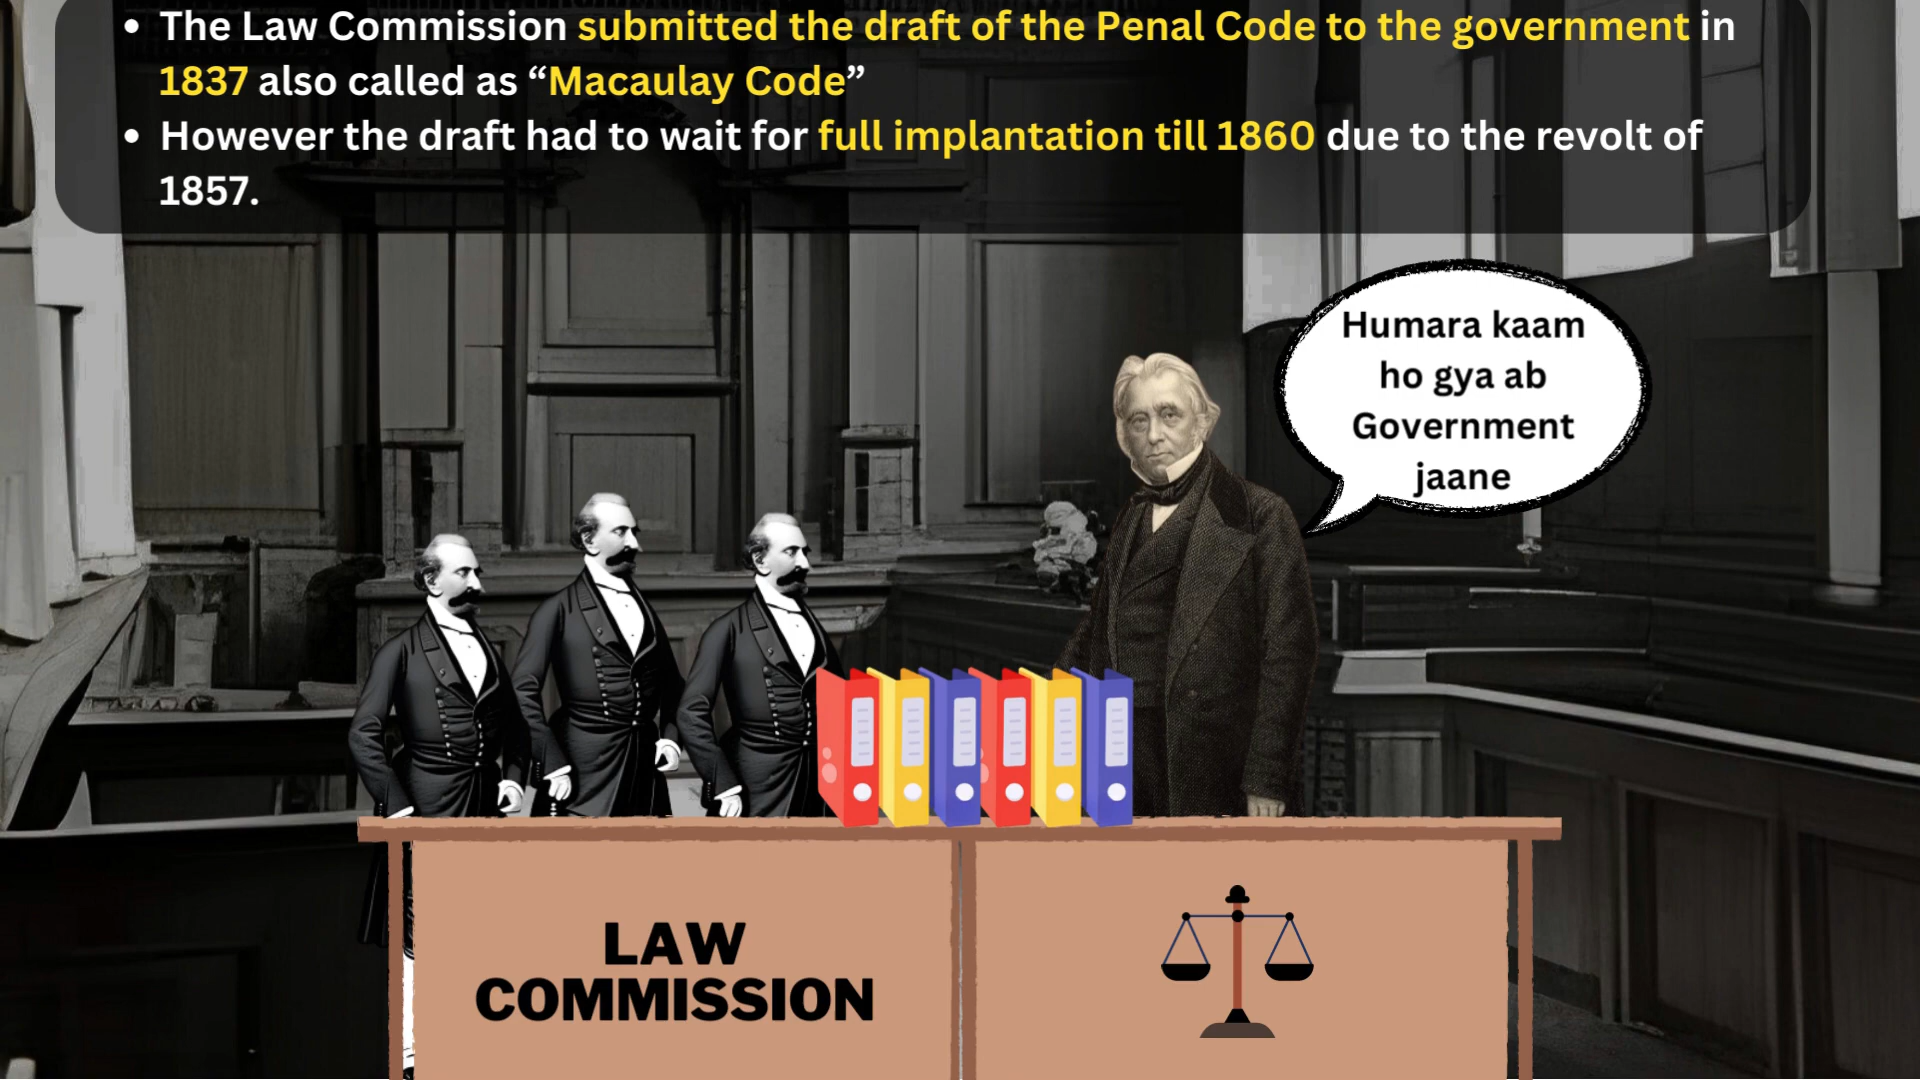 • The Law Commission submitted the draft of the Penal Code to the government in
1837 also called as “Macaulay Code”
• However the draft had to wait for full implantation till 1860 due to the revolt of
1857.
Humara kaam
ho gya ab
Government
jaane
LAW
COMMISSION